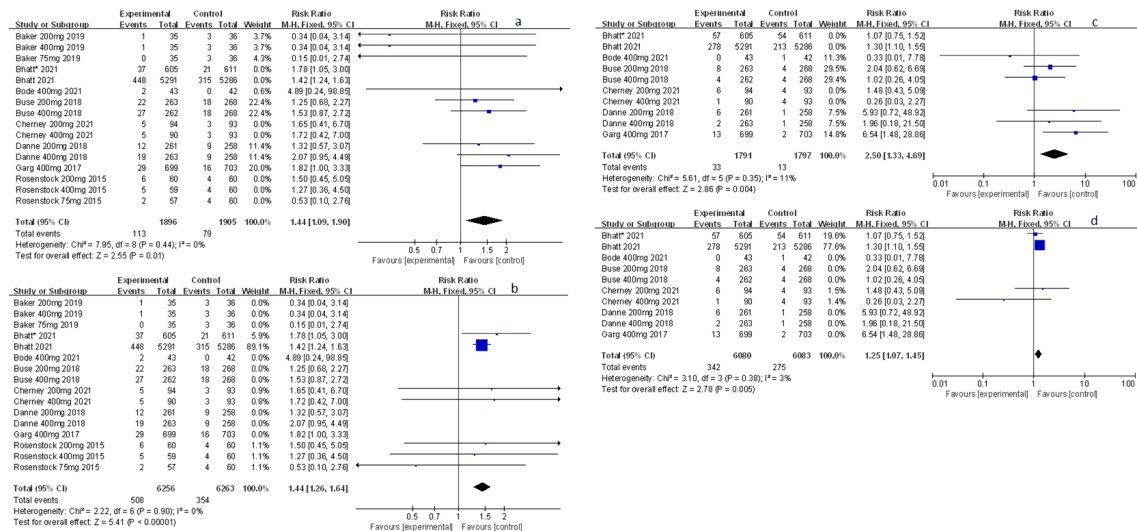 a
Experimental Control Risk Ratio Risk Ratio
Study or Subgroup Events Total Events Total Weight M-H, Fixed, 95% CI M-H, Fixed, 95% CI
Baker 200mg 2019 1 35 3 36 3.7% 0.34 [0.04, 3.14]
Baker 400mg 2019 1 35 3 36 3.7% 0.34 [0.04, 3.14]
Baker 75mg 2019 0 35 3 36 4.3% 0.15 [0.01, 2.74]
Bhatt* 2021 37 605 21 611 0.0% 1.78 [1.05, 3.00]
Bhatt 2021 448 5291 315 5286 0.0% 1.42 [1.24, 1.63]
Bode 400mg 2021 2 43 0 42 0.6% 4.89 [0.24, 98.85]
Buse 200mg 2018 22 263 18 268 22.4% 1.25 [0.68, 2.27]
Buse 400mg 2018 27 262 18 268 22.4% 1.53 [0.87, 2.72]
Cherney 200mg 2021 5 94 3 93 0.0% 1.65 [0.41, 6.70]
Cherney 400mg 2021 5 90 3 93 0.0% 1.72 [0.42, 7.00]
Danne 200mg 2018 12 261 9 258 11.4% 1.32 [0.57, 3.07]
Danne 400mg 2018 19 263 9 258 11.4% 2.07 [0.95, 4.49]
Garg 400mg 2017 29 699 16 703 20.0% 1.82 [1.00, 3.33]
Rosenstock 200mg 2015 6 60 4 60 0.0% 1.50 [0.45, 5.05]
Rosenstock 400mg 2015 5 59 4 60 0.0% 1.27 [0.36, 4.50]
Rosenstock 75mg 2015 2 57 4 60 0.0% 0.53 [0.10, 2.76]
Total (95% CI) 1896 1905 100.0% 1.44 [1.09, 1.90]
Total events 113 79
Heterogeneity: Chi² = 7.95, df = 8 (P = 0.44); I² = 0%
Test for overall effect: Z = 2.55 (P = 0.01)
0.5 0.7 1 1.5 2
Favours [experimental] Favours [control]
b
Experimental Control Risk Ratio Risk Ratio
Study or Subgroup Events Total Events Total Weight M-H, Fixed, 95% CI M-H, Fixed, 95% CI
Baker 200mg 2019 1 35 3 36 0.0% 0.34 [0.04, 3.14]
Baker 400mg 2019 1 35 3 36 0.0% 0.34 [0.04, 3.14]
Baker 75mg 2019 0 35 3 36 0.0% 0.15 [0.01, 2.74]
Bhatt* 2021 37 605 21 611 5.9% 1.78 [1.05, 3.00]
Bhatt 2021 448 5291 315 5286 89.1% 1.42 [1.24, 1.63]
Bode 400mg 2021 2 43 0 42 0.0% 4.89 [0.24, 98.85]
Buse 200mg 2018 22 263 18 268 0.0% 1.25 [0.68, 2.27]
Buse 400mg 2018 27 262 18 268 0.0% 1.53 [0.87, 2.72]
Cherney 200mg 2021 5 94 3 93 0.9% 1.65 [0.41, 6.70]
Cherney 400mg 2021 5 90 3 93 0.8% 1.72 [0.42, 7.00]
Danne 200mg 2018 12 261 9 258 0.0% 1.32 [0.57, 3.07]
Danne 400mg 2018 19 263 9 258 0.0% 2.07 [0.95, 4.49]
Garg 400mg 2017 29 699 16 703 0.0% 1.82 [1.00, 3.33]
Rosenstock 200mg 2015 6 60 4 60 1.1% 1.50 [0.45, 5.05]
Rosenstock 400mg 2015 5 59 4 60 1.1% 1.27 [0.36, 4.50]
Rosenstock 75mg 2015 2 57 4 60 1.1% 0.53 [0.10, 2.76]
Total (95% CI) 6256 6263 100.0% 1.44 [1.26, 1.64]
Total events 508 354
Heterogeneity: Chi² = 2.22, df = 6 (P = 0.90); I² = 0%
Test for overall effect: Z = 5.41 (P < 0.00001)
0.5 0.7 1 1.5 2
Favours [experimental] Favours [control]
c
Experimental Control Risk Ratio Risk Ratio
Study or Subgroup Events Total Events Total Weight M-H, Fixed, 95% CI M-H, Fixed, 95% CI
Bhatt* 2021 57 605 54 611 0.0% 1.07 [0.75, 1.52]
Bhatt 2021 278 5291 213 5286 0.0% 1.30 [1.10, 1.55]
Bode 400mg 2021 0 43 1 42 11.3% 0.33 [0.01, 7.78]
Buse 200mg 2018 8 263 4 268 29.5% 2.04 [0.62, 6.69]
Buse 400mg 2018 4 262 4 268 29.5% 1.02 [0.26, 4.05]
Cherney 200mg 2021 6 94 4 93 0.0% 1.48 [0.43, 5.09]
Cherney 400mg 2021 1 90 4 93 0.0% 0.26 [0.03, 2.27]
Danne 200mg 2018 6 261 1 258 7.5% 5.93 [0.72, 48.92]
Danne 400mg 2018 2 263 1 258 7.5% 1.96 [0.18, 21.50]
Garg 400mg 2017 13 699 2 703 14.8% 6.54 [1.48, 28.86]
Total (95% CI) 1791 1797 100.0% 2.50 [1.33, 4.69]
Total events 33 13
Heterogeneity: Chi² = 5.61, df = 5 (P = 0.35); I² = 11%
Test for overall effect: Z = 2.86 (P = 0.004)
0.01 0.1 1 10 100
Favours [experimental] Favours [control]
d
Experimental Control Risk Ratio Risk Ratio
Study or Subgroup Events Total Events Total Weight M-H, Fixed, 95% CI M-H, Fixed, 95% CI
Bhatt* 2021 57 605 54 611 19.6% 1.07 [0.75, 1.52]
Bhatt 2021 278 5291 213 5286 77.6% 1.30 [1.10, 1.55]
Bode 400mg 2021 0 43 1 42 0.0% 0.33 [0.01, 7.78]
Buse 200mg 2018 8 263 4 268 0.0% 2.04 [0.62, 6.69]
Buse 400mg 2018 4 262 4 268 0.0% 1.02 [0.26, 4.05]
Cherney 200mg 2021 6 94 4 93 1.5% 1.48 [0.43, 5.09]
Cherney 400mg 2021 1 90 4 93 1.4% 0.26 [0.03, 2.27]
Danne 200mg 2018 6 261 1 258 0.0% 5.93 [0.72, 48.92]
Danne 400mg 2018 2 263 1 258 0.0% 1.96 [0.18, 21.50]
Garg 400mg 2017 13 699 2 703 0.0% 6.54 [1.48, 28.86]
Total (95% CI) 6080 6083 100.0% 1.25 [1.07, 1.45]
Total events 342 275
Heterogeneity: Chi² = 3.10, df = 3 (P = 0.38); I² = 3%
Test for overall effect: Z = 2.78 (P = 0.005)
0.01 0.1 1 10 100
Favours [experimental] Favours [control]